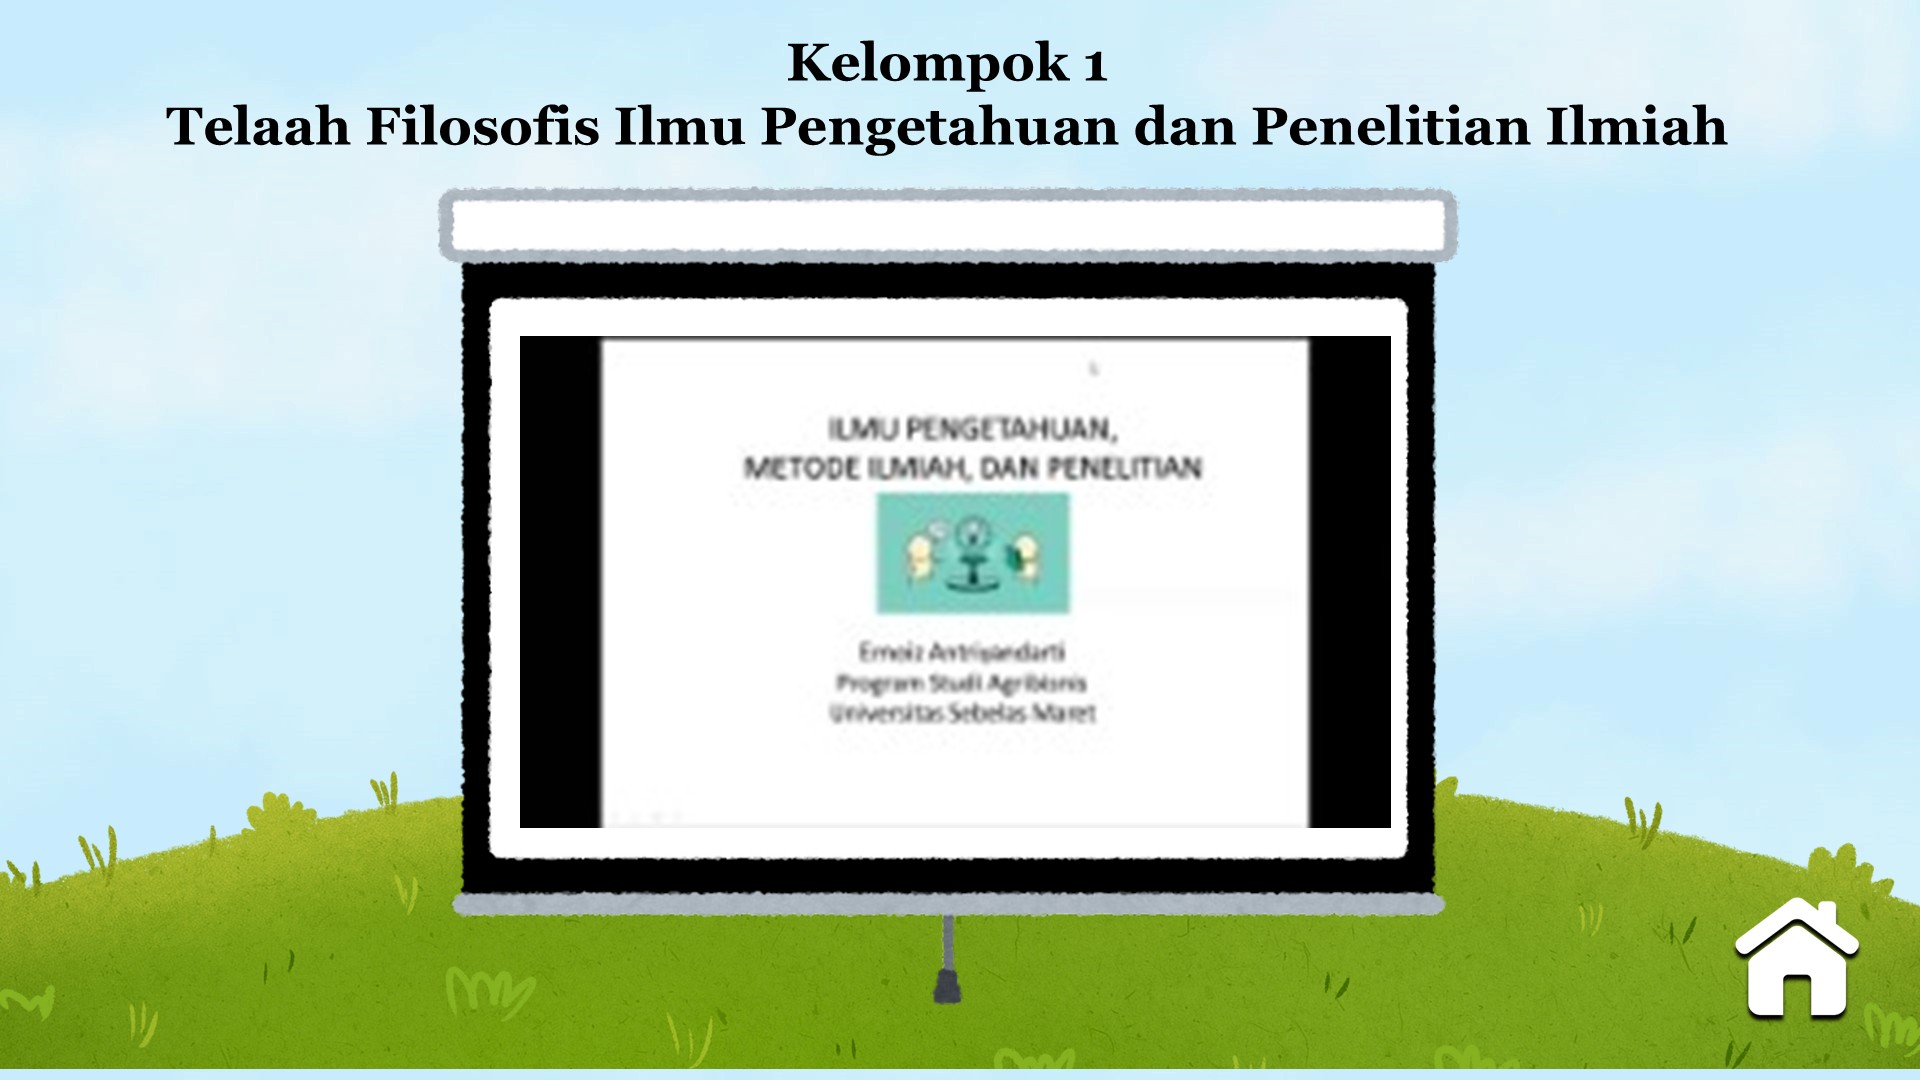 Kelompok 1
Telaah Filosofis Ilmu Pengetahuan dan Penelitian Ilmiah
ILMU PENGETAHUAN,
METODE ILMIAH, DAN PENELITIAN
Program Studi Agribisnis
Universitas Sebelas Maret